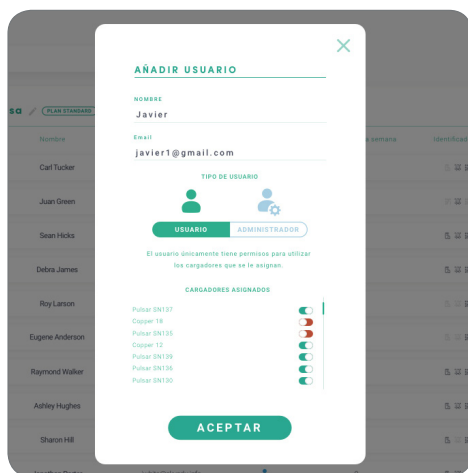 AÑADIR USUARIO
NOMBRE
Javier
Email
javier1@gmail.com
TIPO DE USUARIO
USUARIO
ADMINISTRADOR
El usuario únicamente tiene permisos para utilizar
los cargadores que se le asignan.
CARGADORES ASIGNADOS
Pulsar SN137
Copper 16
Pulsar SN135
Copper 12
Pulsar SN139
Pulsar SN136
Pulsar SN130
ACEPTAR
sa
PLAN STANDARD
Nombre
a semana
Identificac
Carl Tucker
Juan Green
Sean Hicks
Debra James
Roy Larson
Eugene Anderson
Raymond Walker
Ashley Hughes
Sharon Hill